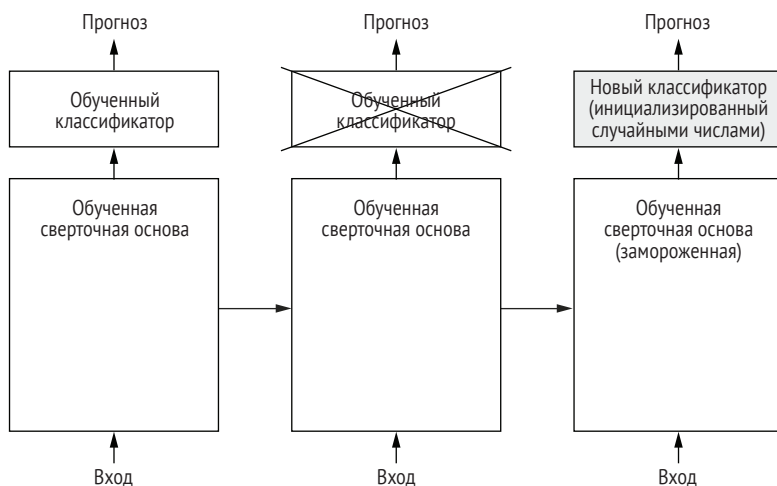 Прогноз
Обученный
классификатор
Обученная
сверточная основа
Вход
Прогноз
Обученный
классификатор
Обученная
сверточная основа
Вход
Прогноз
Новый классификатор
(инициализированный
случайными числами)
Обученная
сверточная основа
(замороженная)
Вход